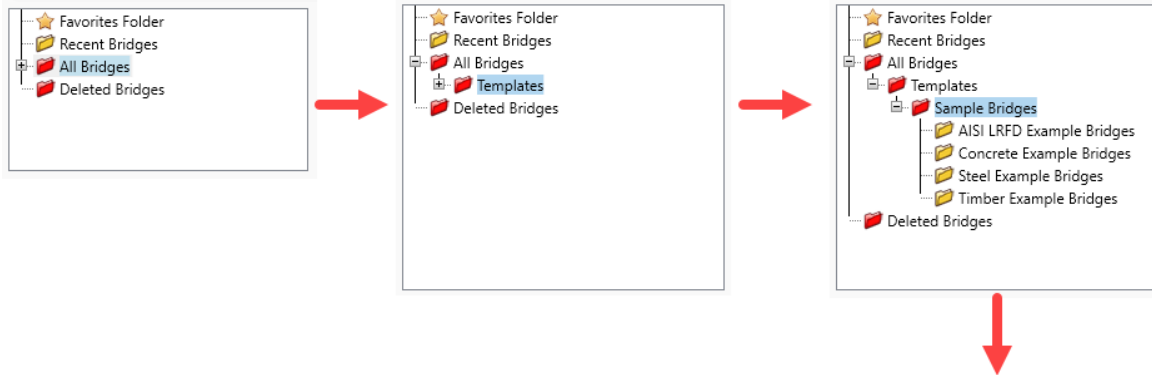 Favorites Folder
Recent Bridges
All Bridges
Deleted Bridges
Favorites Folder
Recent Bridges
All Bridges
Templates
Deleted Bridges
Favorites Folder
Recent Bridges
All Bridges
Templates
Sample Bridges
AISI LRFD Example Bridges
Concrete Example Bridges
Steel Example Bridges
Timber Example Bridges
Deleted Bridges